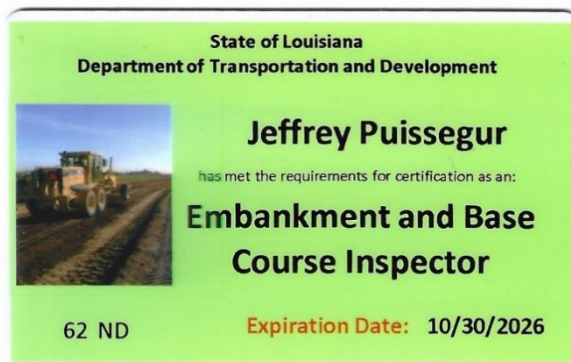 State of Louisiana
Department of Transportation and Development
Jeffrey Puissegur
has met the requirements for certification as an:
Embankment and Base
Course Inspector
62 ND
Expiration Date: 10/30/2026